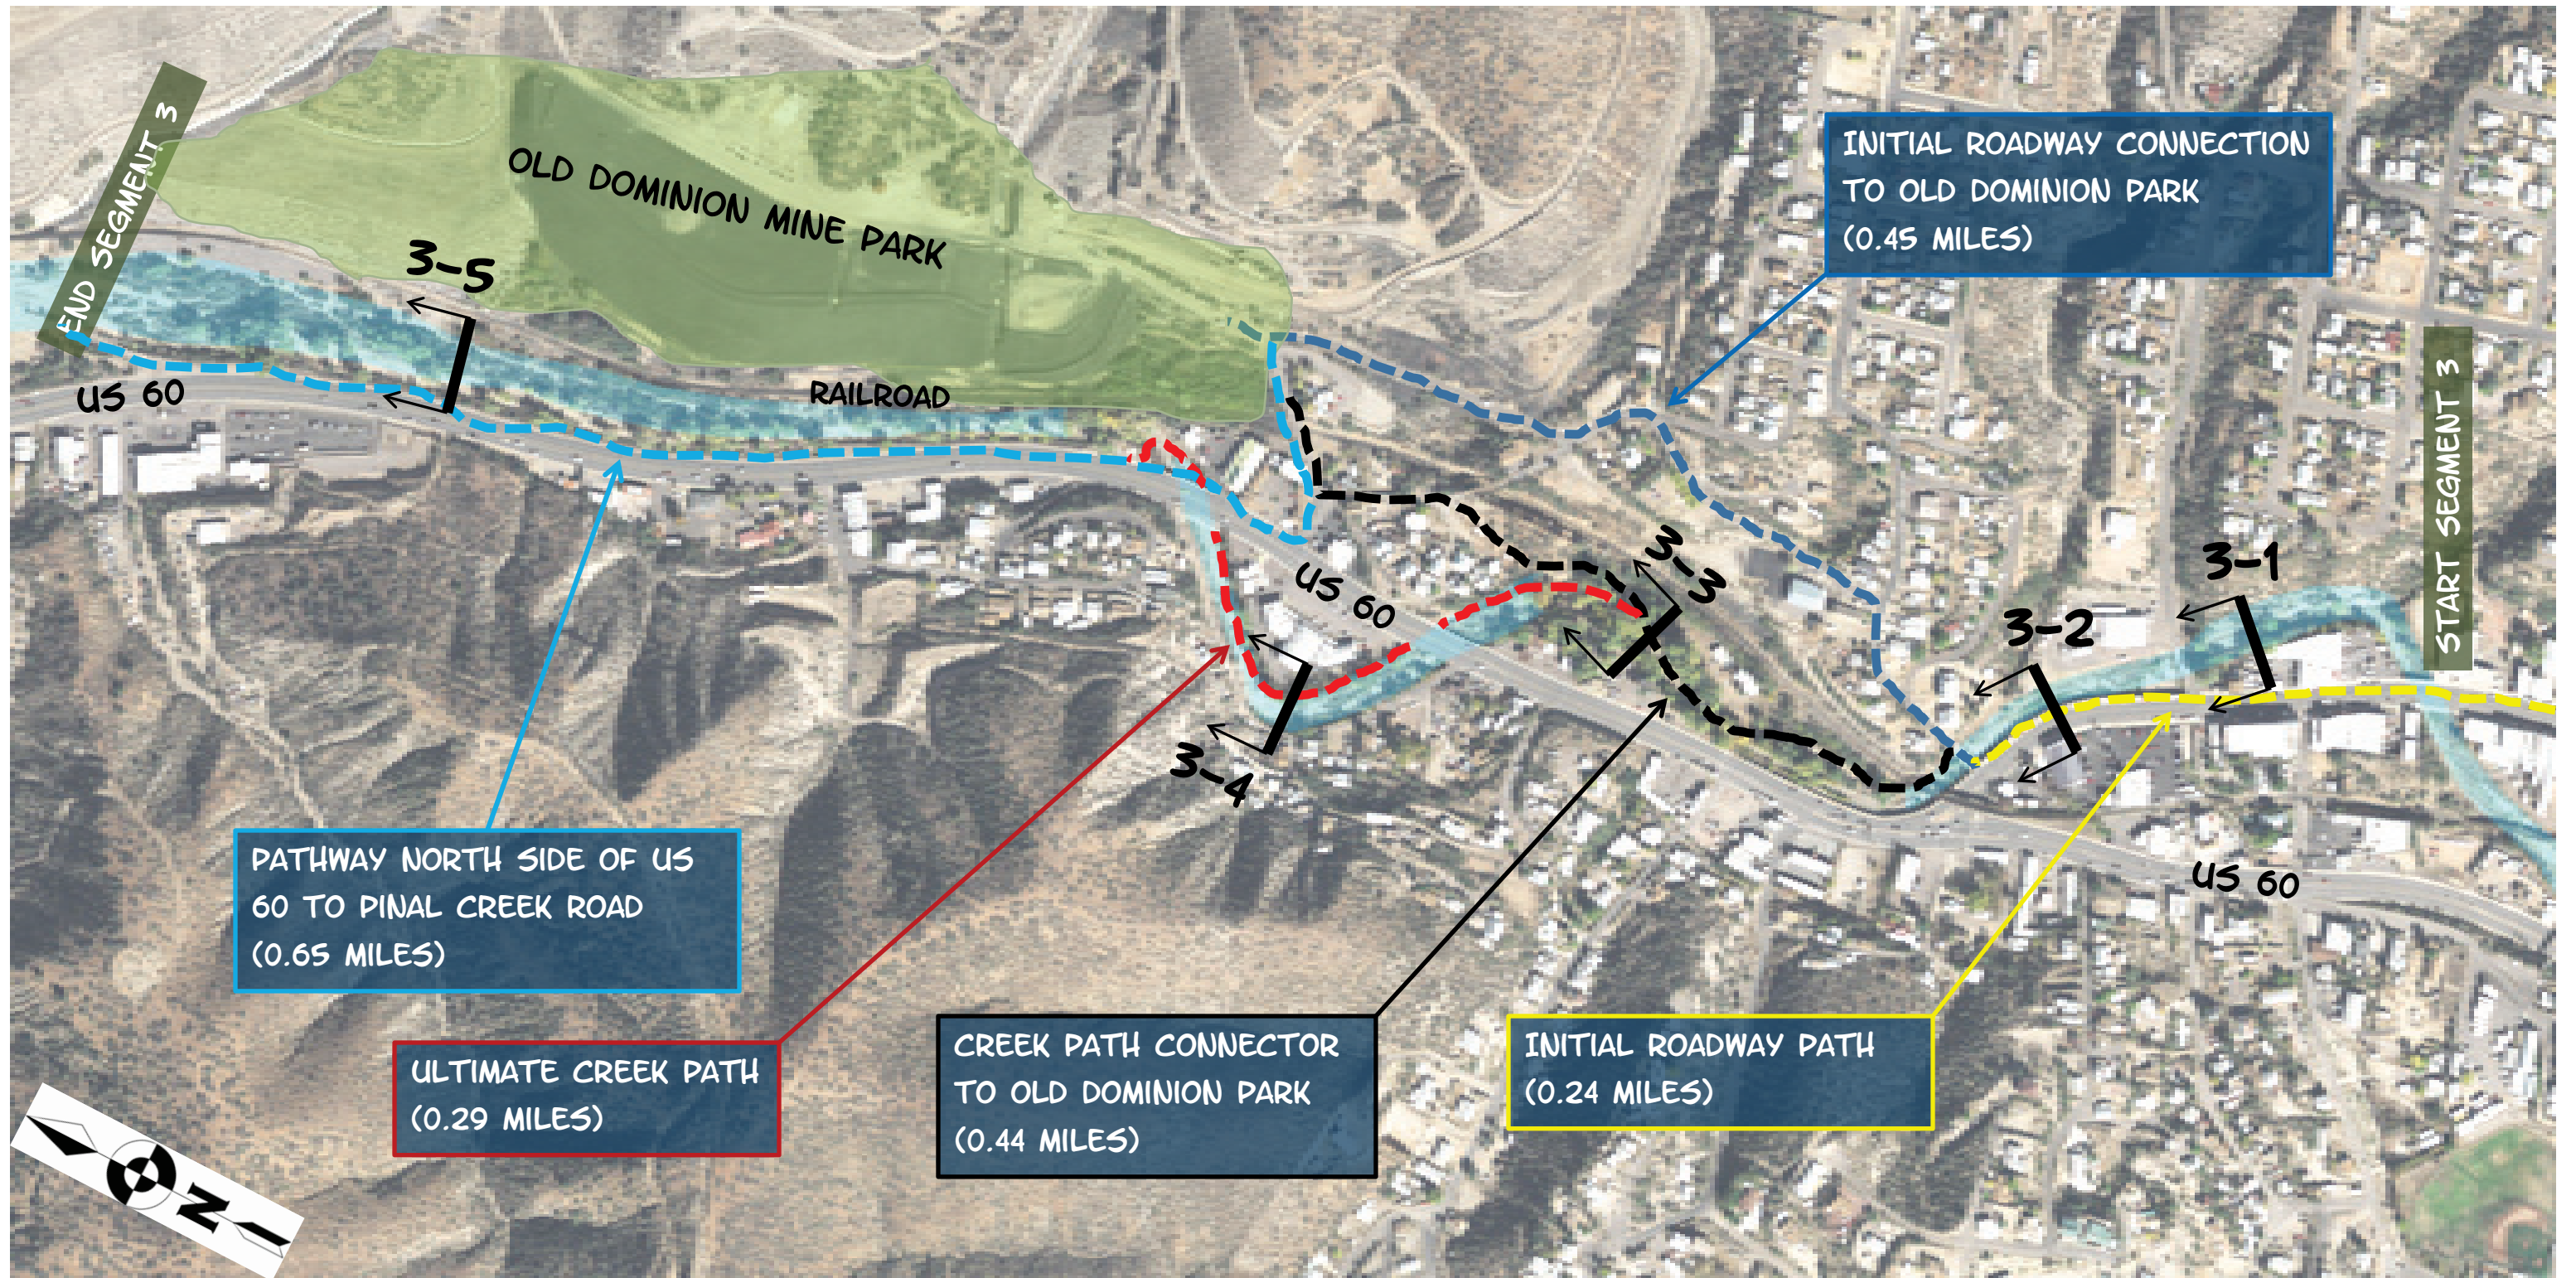 INITIAL ROADWAY CONNECTION
TO OLD DOMINION PARK
(0.45 MILES)
END SEGMENT 3
OLD DOMINION MINE PARK
3-5
US 60
RAILROAD
START SEGMENT 3
3-1
3-3
US 60
3-2
3-4
PATHWAY NORTH SIDE OF US
60 TO PINAL CREEK ROAD
(0.65 MILES)
US 60
ULTIMATE CREEK PATH
(0.29 MILES)
CREEK PATH CONNECTOR
TO OLD DOMINION PARK
(0.44 MILES)
INITIAL ROADWAY PATH
(0.24 MILES)
N